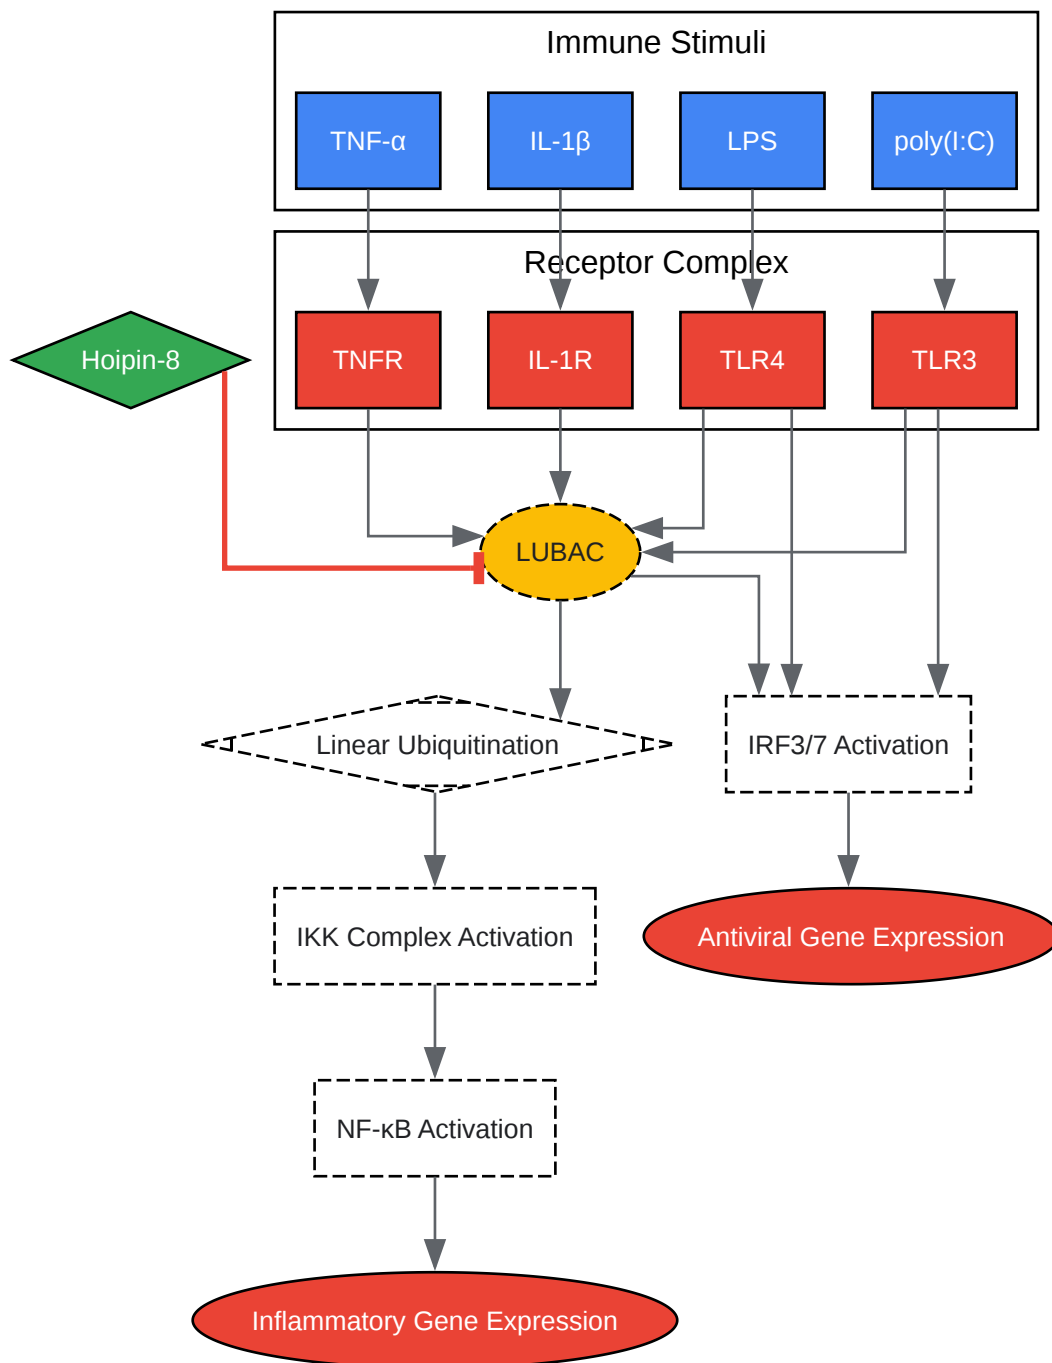 Immune Stimuli
TNF-α
IL-1β
LPS
poly(I:C)
Receptor Complex
Hoipin-8
TNFR
IL-1R
TLR4
TLR3
LUBAC
Linear Ubiquitination
IRF3/7 Activation
IKK Complex Activation
Antiviral Gene Expression
NF-κB Activation
Inflammatory Gene Expression